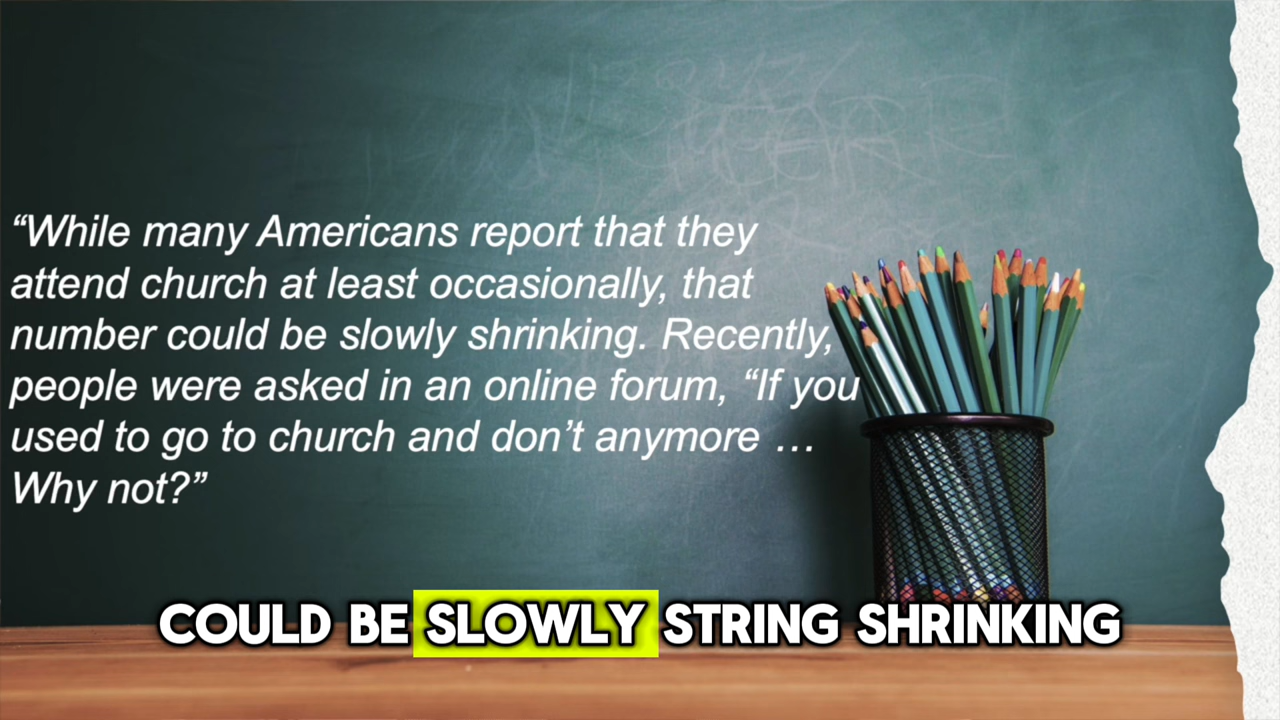 “While many Americans report that they
attend church at least occasionally, that
number could be slowly shrinking. Recently,
people were asked in an online forum, “If you
used to go to church and don’t anymore …
Why not?”
COULD BE SLOWLY STRING SHRINKING